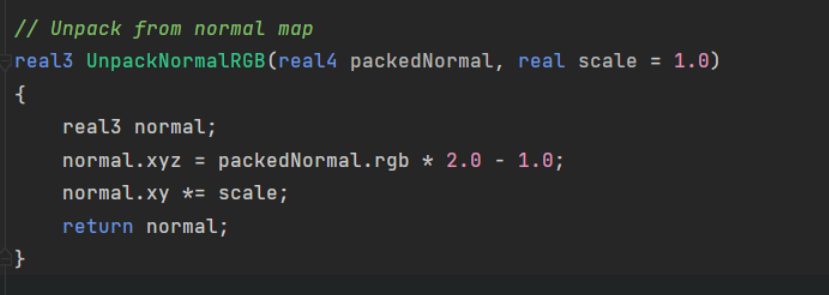 // Unpack from normal map
real3 UnpackNormalRGB(real4 packedNormal, real scale = 1.0)
{
    real3 normal;
    normal.xyz = packedNormal.rgb * 2.0 - 1.0;
    normal.xy *= scale;
    return normal;
}